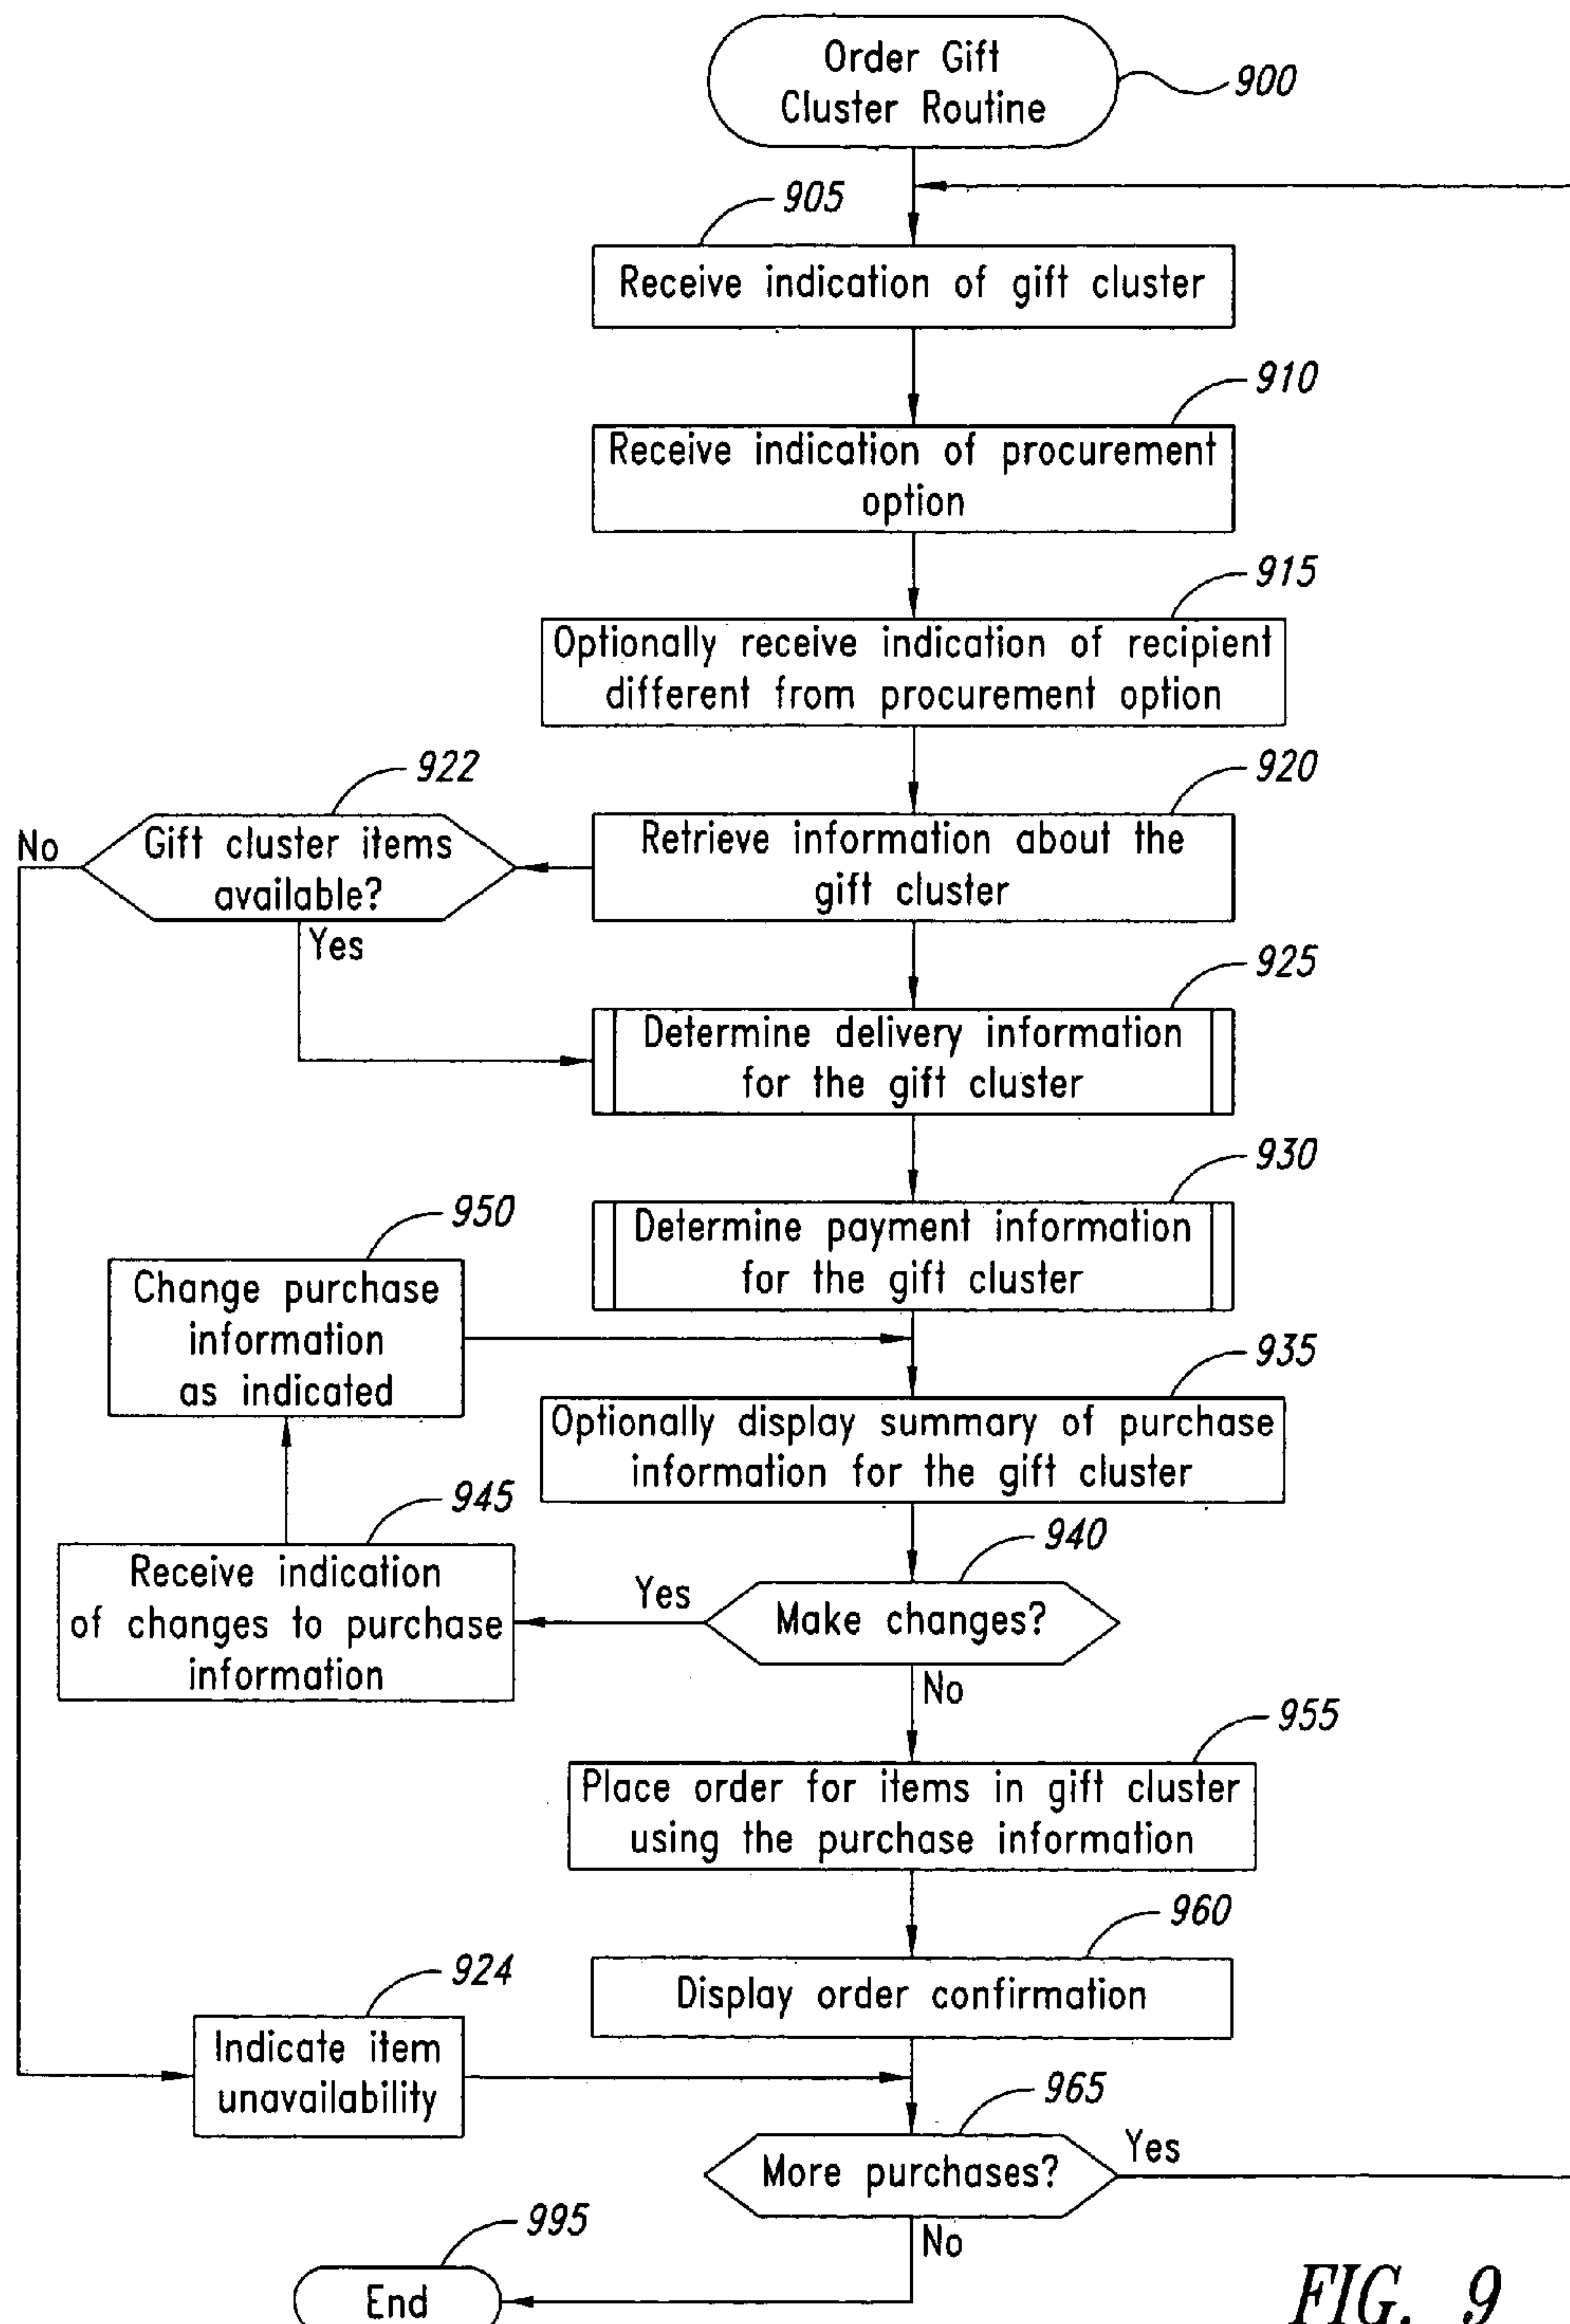 Order Gift
Cluster Routine
900
905
Receive indication of gift cluster
910
Receive indication of procurement
option
915
Optionally receive indication of recipient
different from procurement option
922
920
No
Gift cluster items
available?
Retrieve information about the
gift cluster
Yes
925
Determine delivery information
for the gift cluster
930
Determine payment information
for the gift cluster
950
Change purchase
information
as indicated
935
Optionally display summary of purchase
information for the gift cluster
945
940
Receive indication
of changes to purchase
information
Yes
Make changes?
No
955
Place order for items in gift cluster
using the purchase information
960
Display order confirmation
924
Indicate item
unavailability
965
More purchases?
Yes
No
995
End
FIG. 9